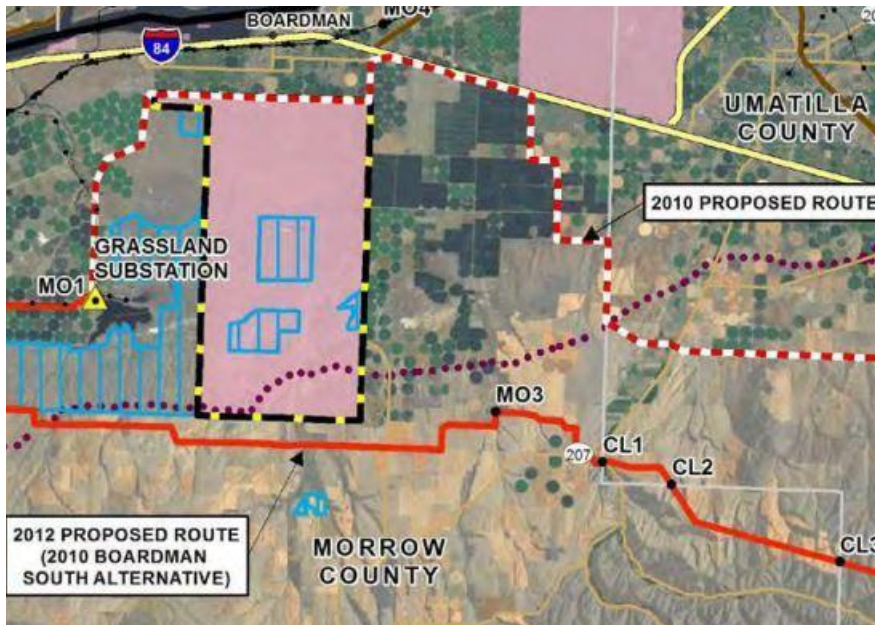 BOARDMAN
MO4
84
UMATILLA
COUNTY
2010 PROPOSED ROUTE
GRASSLAND
SUBSTATION
MO1
MO3
207
CL1
CL2
CL3
2012 PROPOSED ROUTE
(2010 BOARDMAN
SOUTH ALTERNATIVE)
MORROW
COUNTY